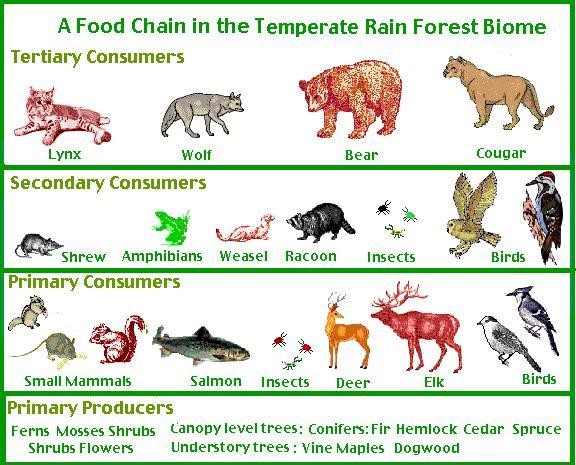 A Food Chain in the Temperate Rain Forest Biome
Tertiary Consumers
Lynx Wolf Bear Cougar
Secondary Consumers
Shrew Amphibians Weasel Racoon Insects Birds
Primary Consumers
Small Mammals Salmon Insects Deer Elk Birds
Primary Producers
Ferns Mosses Shrubs Canopy level trees: Conifers: Fir Hemlock Cedar Spruce
Shrubs Flowers Understory trees: Vine Maples Dogwood